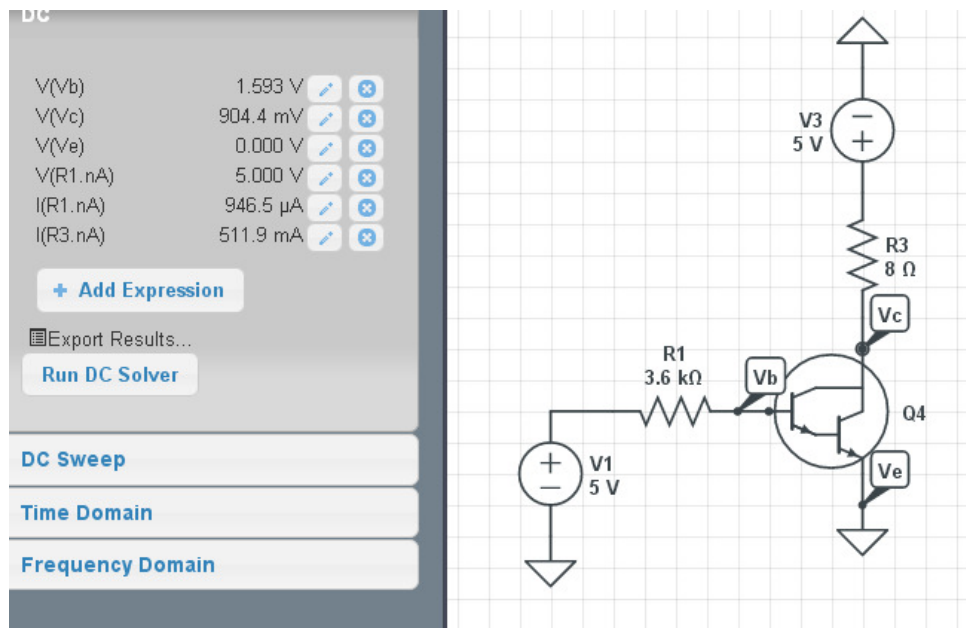 DC
V(Vb) 1.593 V
V(Vc) 904.4 mV
V(Ve) 0.000 V
V(R1.nA) 5.000 V
I(R1.nA) 946.5 µA
I(R3.nA) 511.9 mA
+ Add Expression
Export Results...
Run DC Solver
DC Sweep
Time Domain
Frequency Domain
V3
5 V
R3
8 Ω
Vc
R1
3.6 kΩ
Vb
Q4
V1
5 V
Ve